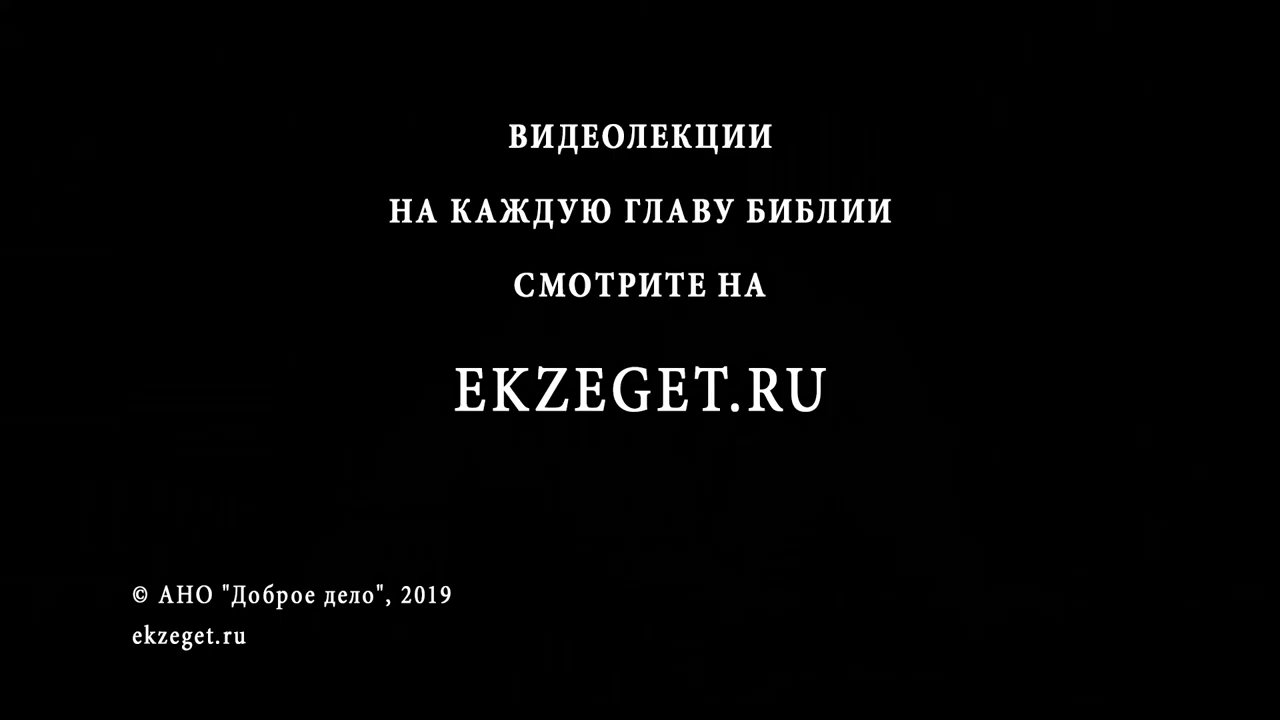 ВИДЕОЛЕКЦИИ
НА КАЖДУЮ ГЛАВУ БИБЛИИ
СМОТРИТЕ НА
EKZEGET.RU
© АНО "Доброе дело", 2019
ekzeget.ru